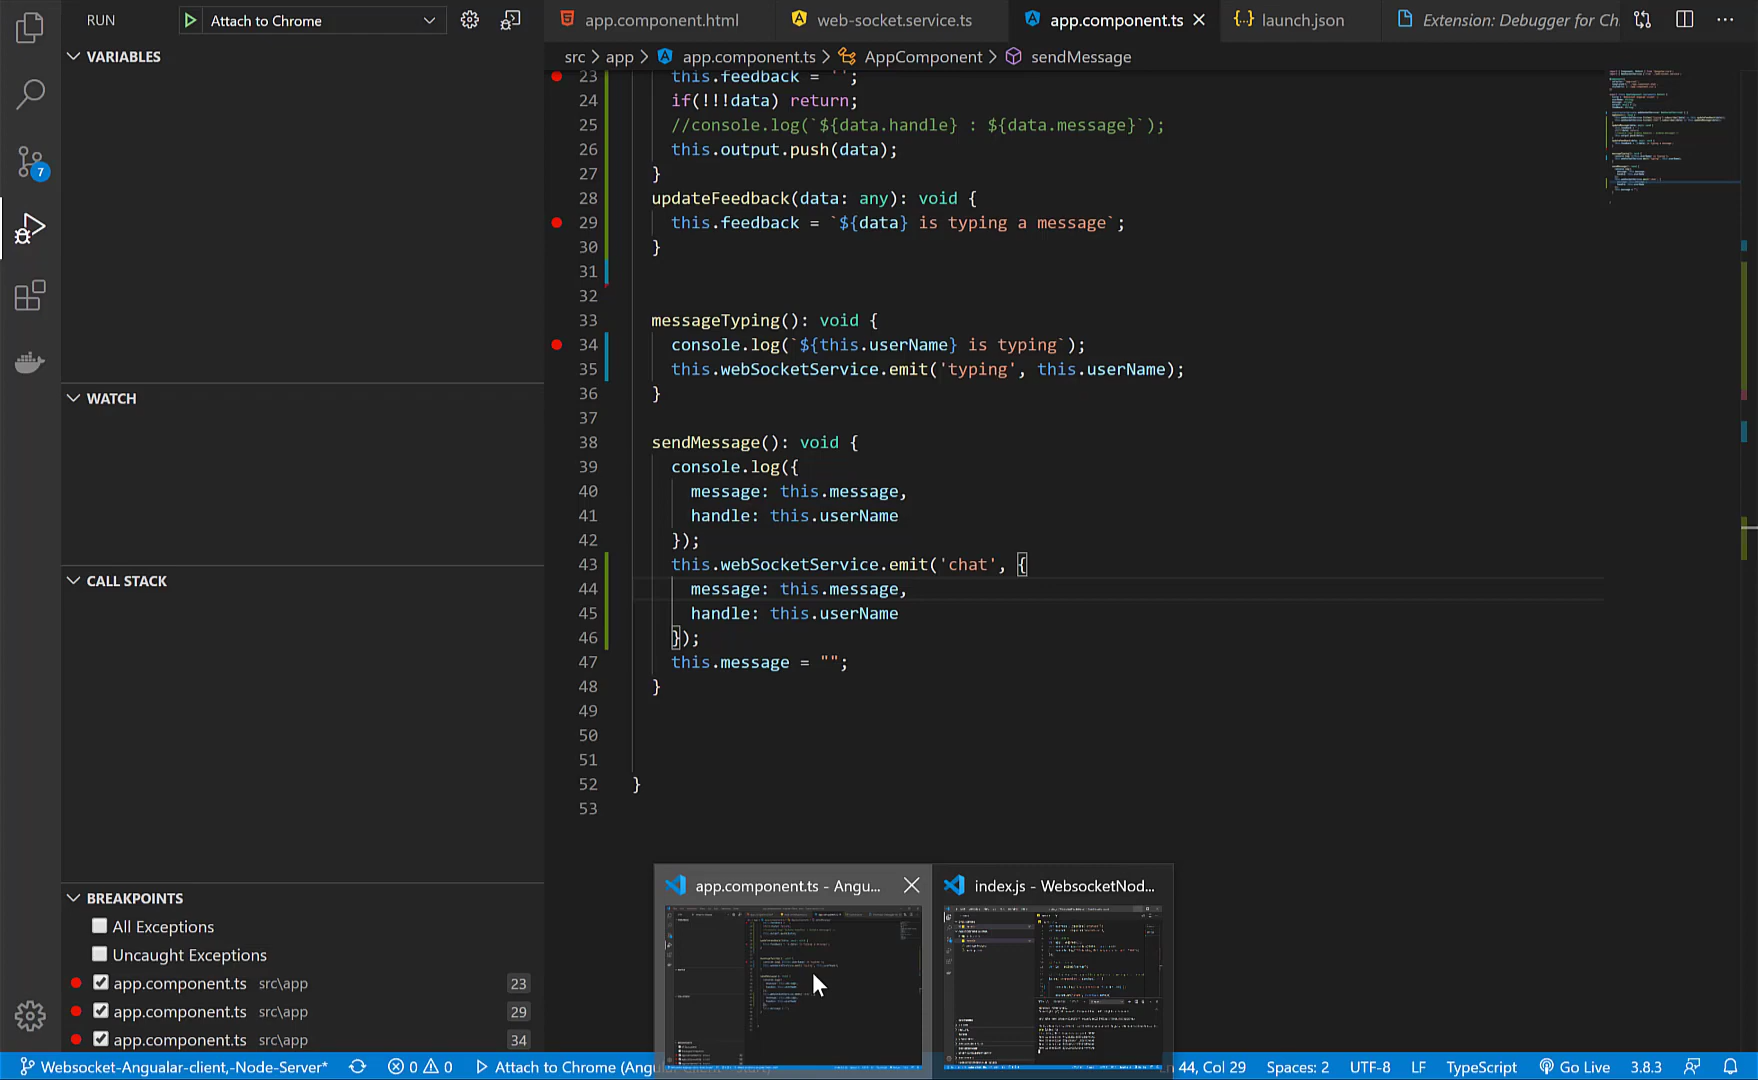 RUN
Attach to Chrome
app.component.html
web-socket.service.ts
app.component.ts
launch.json
Extension: Debugger for Ch
src > app > app.component.ts > AppComponent > sendMessage
VARIABLES
WATCH
CALL STACK
BREAKPOINTS
All Exceptions
Uncaught Exceptions
app.component.ts src\app 23
app.component.ts src\app 29
app.component.ts src\app 34
7
23 this.feedback = '';
24 if(!!!data) return;
25 //console.log(`${data.handle} : ${data.message}`);
26 this.output.push(data);
27 }
28 updateFeedback(data: any): void {
29 this.feedback = `${data} is typing a message`;
30 }
31
32
33 messageTyping(): void {
34 console.log(`${this.userName} is typing`);
35 this.webSocketService.emit('typing', this.userName);
36 }
37
38 sendMessage(): void {
39 console.log({
40 message: this.message,
41 handle: this.userName
42 });
43 this.webSocketService.emit('chat', {
44 message: this.message,
45 handle: this.userName
46 });
47 this.message = "";
48 }
49
50
51
52 }
53
app.component.ts - Angu...
index.js - WebsocketNod...
Websocket-Angualar-client,-Node-Server*
0 0
Attach to Chrome (Angu
44, Col 29
Spaces: 2
UTF-8
LF
TypeScript
Go Live
3.8.3